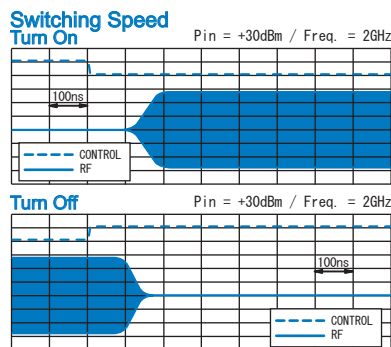 Switching Speed
Turn On Pin = +30dBm / Freq. = 2GHz
100ns
CONTROL
RF
Turn Off Pin = +30dBm / Freq. = 2GHz
100ns
CONTROL
RF